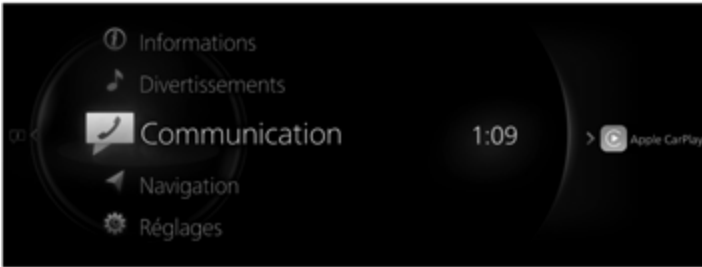 Informations
Divertissements
Communication
1:09
Apple CarPlay
Navigation
Réglages